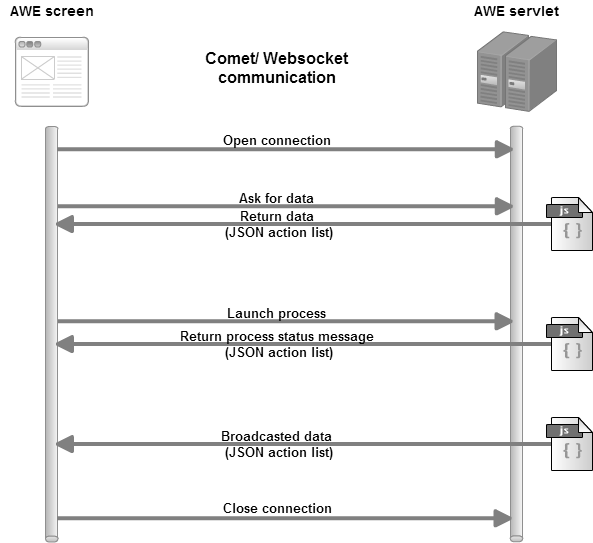 AWE screen
AWE servlet
Comet/ Websocket
communication
Open connection
Ask for data
Return data
(JSON action list)
js
{ }
Launch process
Return process status message
(JSON action list)
js
{ }
Broadcasted data
(JSON action list)
js
{ }
Close connection